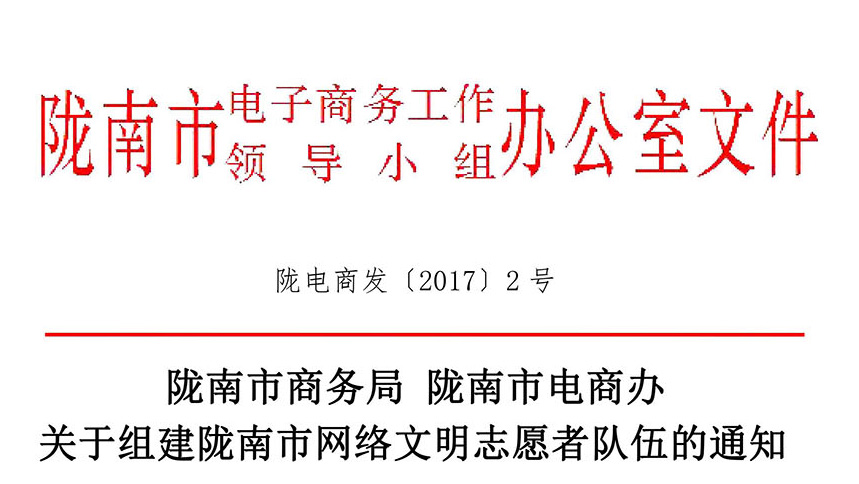 陇南市电子商务工作领导小组办公室文件
陇电商发〔2017〕2号
陇南市商务局 陇南市电商办
关于组建陇南市网络文明志愿者队伍的通知